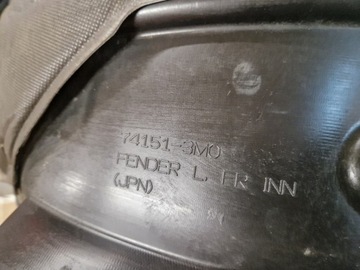 74151-3M0
FENDER L. FR INN
(JPN)